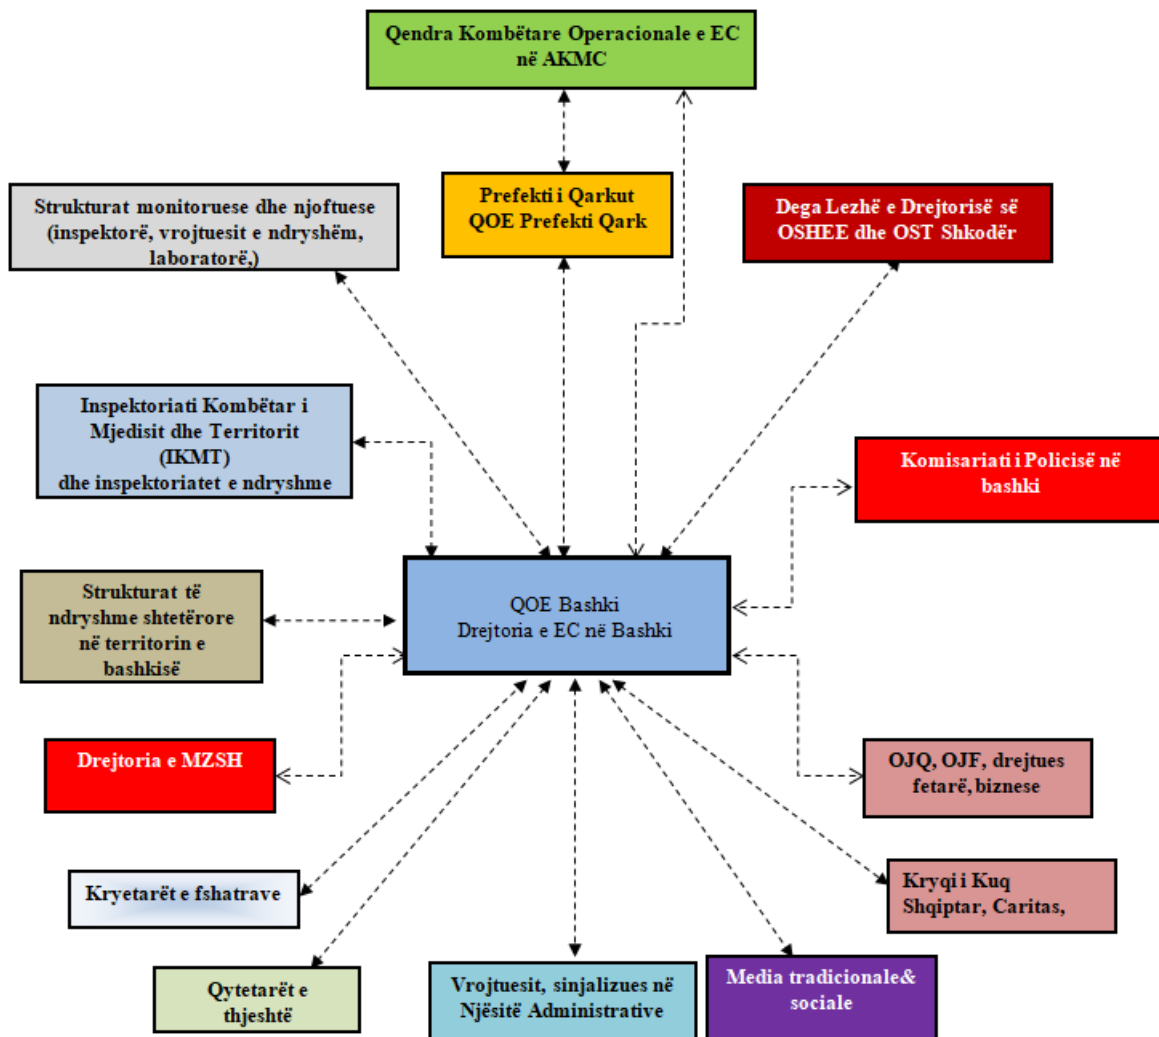 Qendra Kombëtare Operacionale e EC
në AKMC
Strukturat monitoruese dhe njoftuese
(inspektorë, vrojtuesit e ndryshëm,
laboratorë,)
Prefekti i Qarkut
QOE Prefekti Qark
Dega Lezhë e Drejtorisë së
OSHEE dhe OST Shkodër
Inspektoriati Kombëtar i
Mjedisit dhe Territorit
(IKMT)
dhe inspektoriatet e ndryshme
Komisariati i Policisë në
bashki
Strukturat të
ndryshme shtetërore
në territorin e
bashkisë
QOE Bashki
Drejtoria e EC në Bashki
Drejtoria e MZSH
OJQ, OJF, drejtues
fetarë, biznese
Kryetarët e fshatrave
Kryqi i Kuq
Shqiptar, Caritas,
Qytetarët e
thjeshtë
Vrojtuesit, sinjalizues në
Njësitë Administrative
Media tradicionale&
sociale